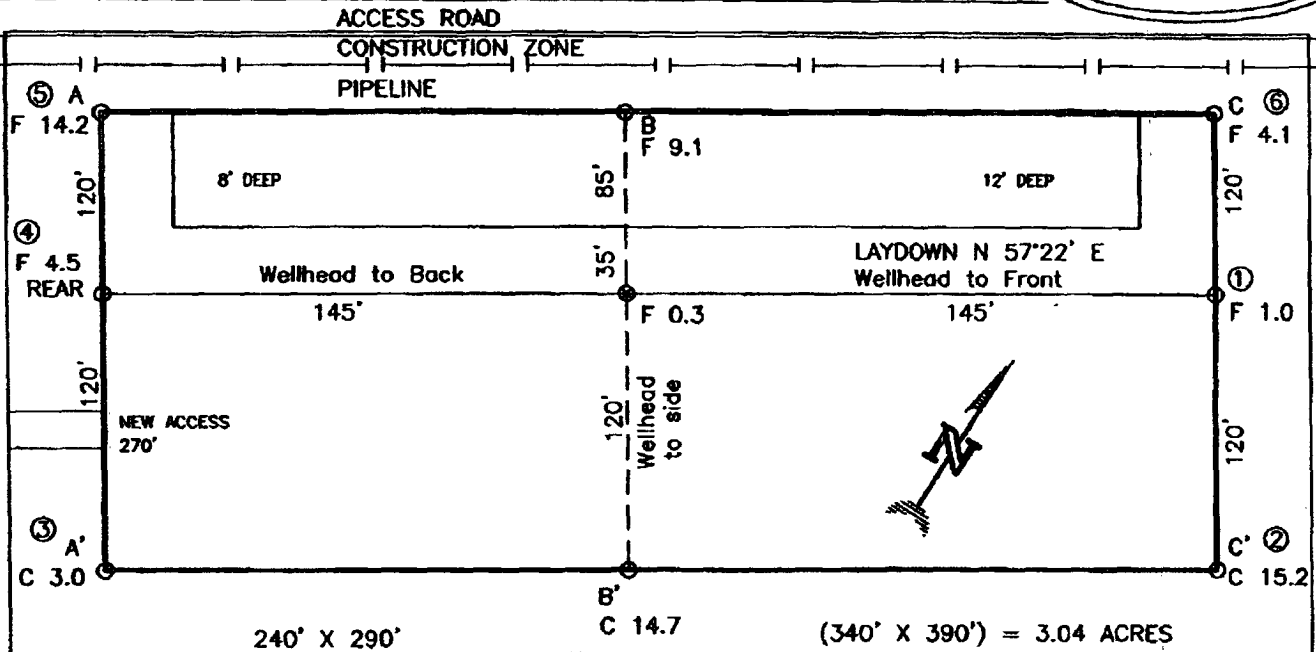 ACCESS ROAD
CONSTRUCTION ZONE
PIPELINE
⑤ A
F 14.2
B
F 9.1
C ⑥
F 4.1
8' DEEP
12' DEEP
120'
85'
120'
④
F 4.5
REAR
Wellhead to Back
145'
35'
LAYDOWN N 57°22' E
Wellhead to Front
145'
①
F 1.0
F 0.3
120'
NEW ACCESS
270'
120'
Wellhead
to side
N
120'
③ A'
C 3.0
B'
C 14.7
C' ②
C 15.2
240' X 290'
(340' X 390') = 3.04 ACRES